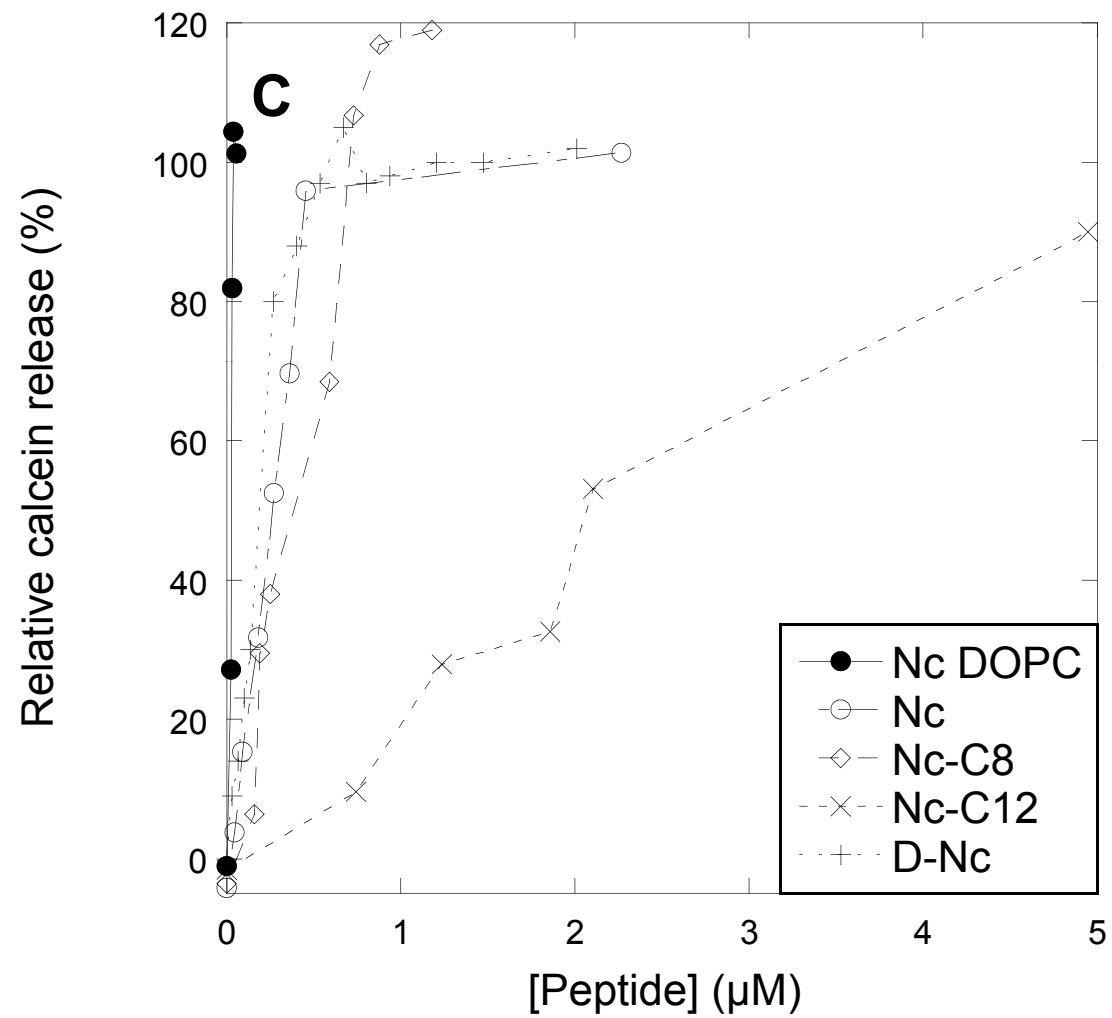 C
Relative calcein release (%)
120
100
80
60
40
20
0
0 1 2 3 4 5
[Peptide] (µM)
Nc DOPC
Nc
Nc-C8
Nc-C12
D-Nc